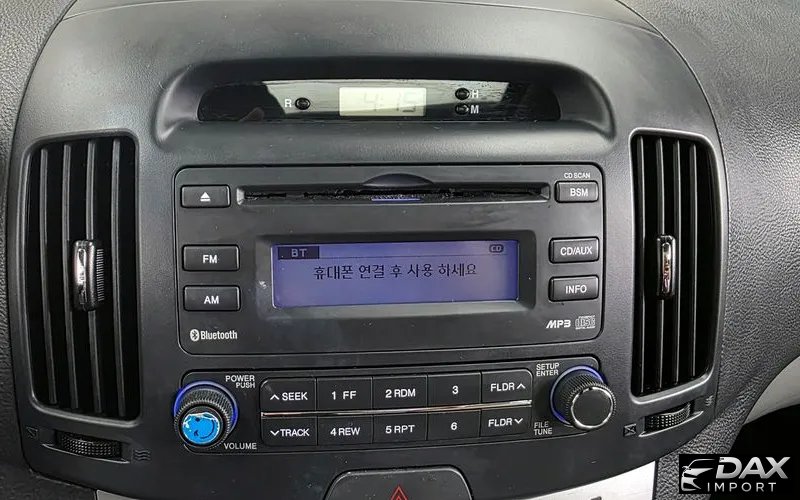 R 4:15 H
M
CD SCAN
BSM
BT CD
휴대폰 연결 후 사용 하세요
FM
CD/AUX
AM
INFO
Bluetooth
MP3
POWER
PUSH
SEEK 1 FF 2 RDM 3 FLDR
SETUP
ENTER
TRACK 4 REW 5 RPT 6 FLDR
VOLUME
FILE
TUNE
DAX
IMPORT